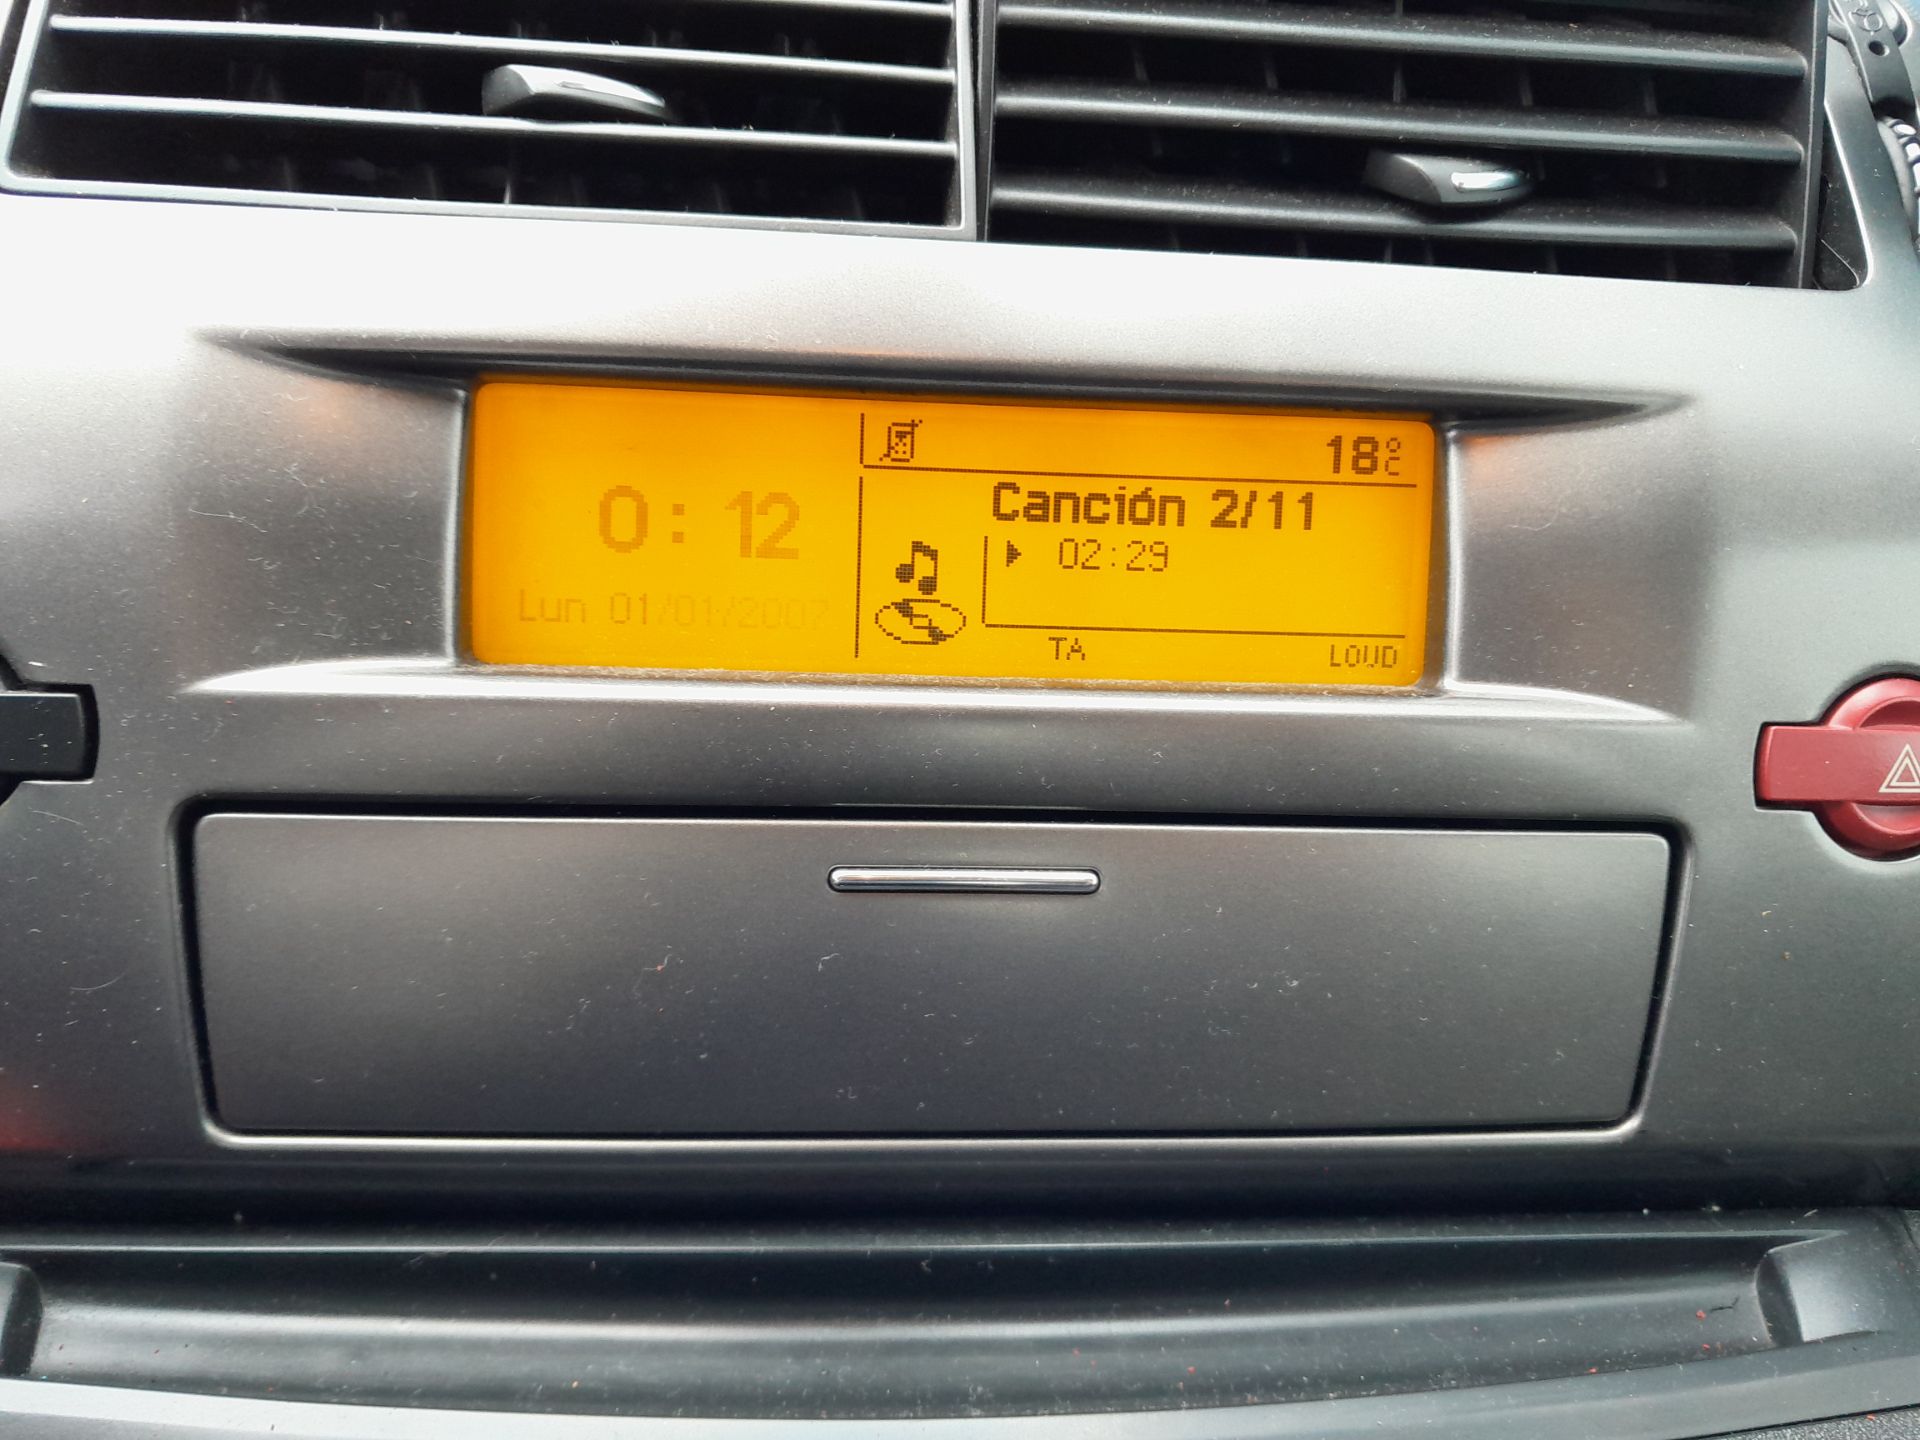 18°C
0:12
Lun 01/01/2007
Canción 2/11
02:29
TA
LOUD